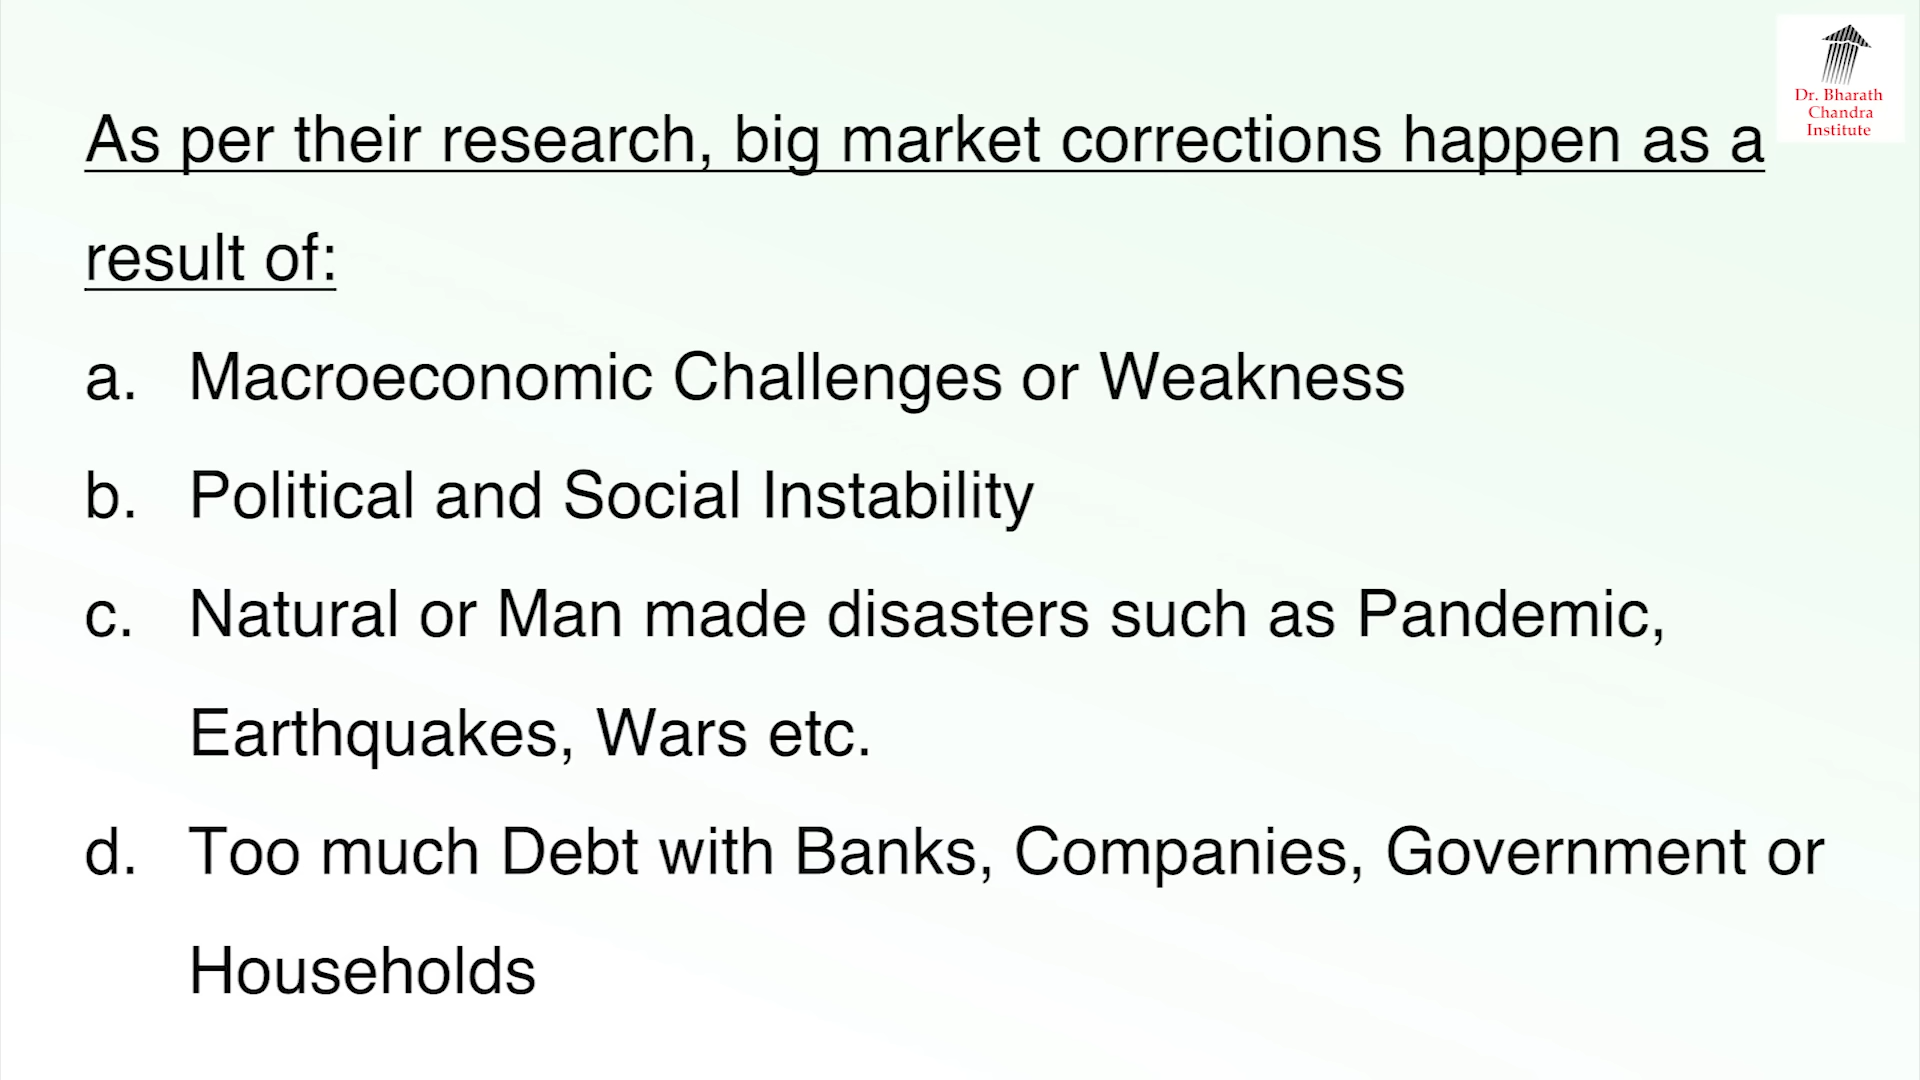 Dr. Bharath
Chandra
Institute
As per their research, big market corrections happen as a
result of:
a. Macroeconomic Challenges or Weakness
b. Political and Social Instability
c. Natural or Man made disasters such as Pandemic,
Earthquakes, Wars etc.
d. Too much Debt with Banks, Companies, Government or
Households